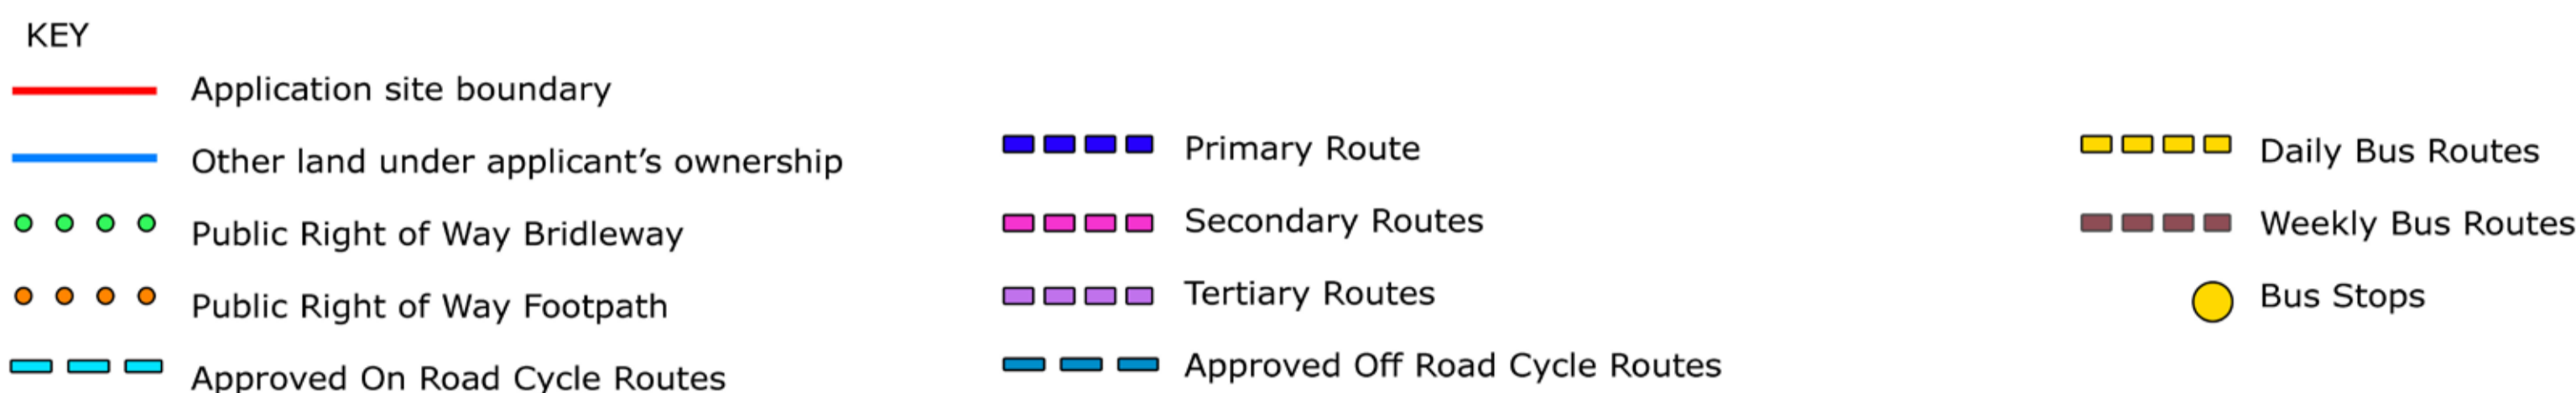 KEY
Application site boundary
Other land under applicant’s ownership
Public Right of Way Bridleway
Public Right of Way Footpath
Approved On Road Cycle Routes
Primary Route
Secondary Routes
Tertiary Routes
Approved Off Road Cycle Routes
Daily Bus Routes
Weekly Bus Routes
Bus Stops